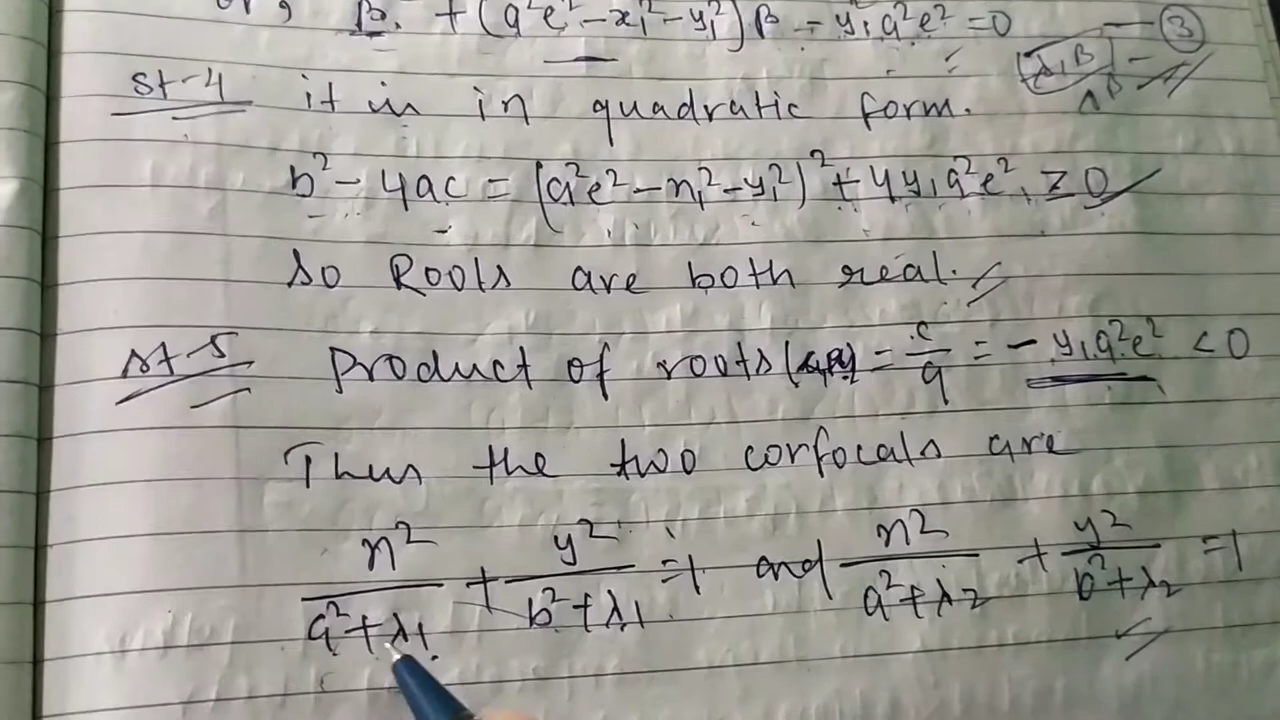 or, β² + (a²e² - x₁² - y₁²)β - y₁²a²e² = 0 — ③
st-4 it is in quadratic form.
b² - 4ac = (a²e² - x₁² - y₁²)² + 4y₁a²e², ≥ 0
so Roots are both real.
st-5 Product of roots = c/a = - y₁a²e² < 0
Thus the two confocals are
x²/(a²+λ1) + y²/(b²+λ1) = 1 and x²/(a²+λ2) + y²/(b²+λ2) = 1